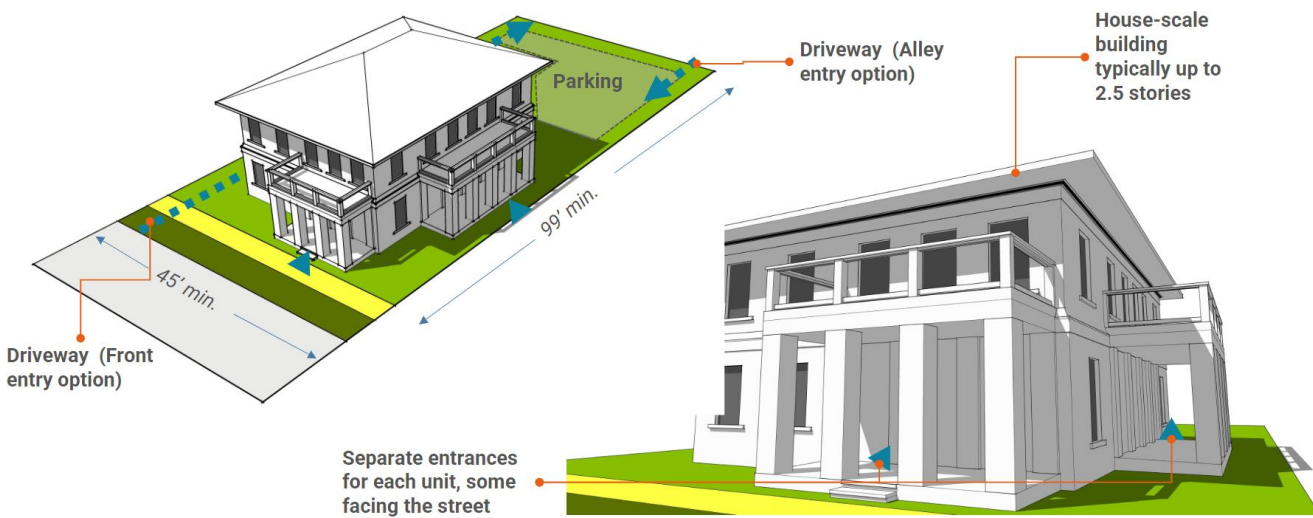 House-scale
building
typically up to
2.5 stories
Driveway  (Alley
entry option)
Parking
99' min.
45' min.
Driveway  (Front
entry option)
Separate entrances
for each unit, some
facing the street